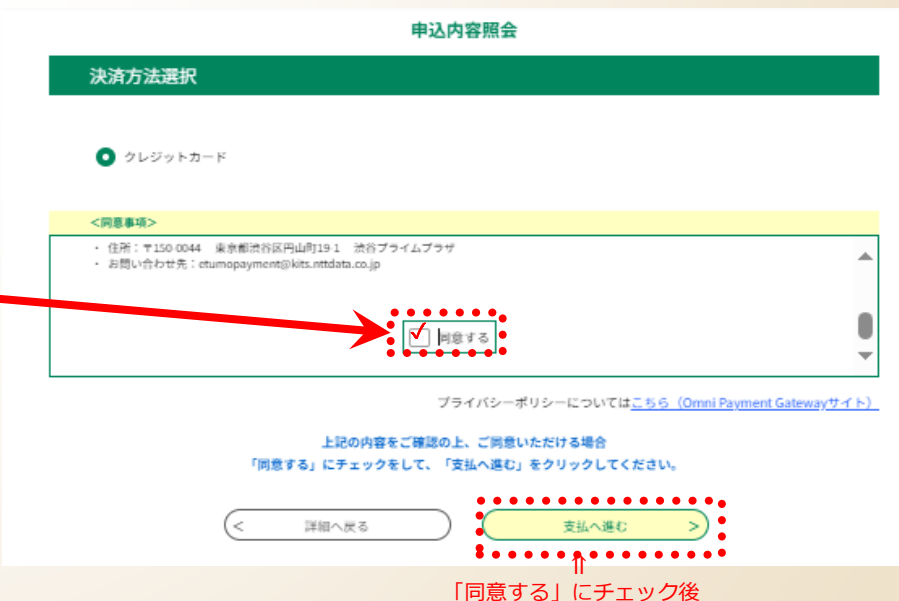 申込内容照会
決済方法選択
クレジットカード
＜同意事項＞
・ 住所：〒150-0044　東京都渋谷区円山町19-1　渋谷プライムプラザ
・ お問い合わせ先：etumopayment@kits.nttdata.co.jp
同意する
プライバシーポリシーについてはこちら（Omni Payment Gatewayサイト）
上記の内容をご確認の上、ご同意いただける場合
「同意する」にチェックをして、「支払へ進む」をクリックしてください。
< 詳細へ戻る
支払へ進む >
⇑
「同意する」にチェック後